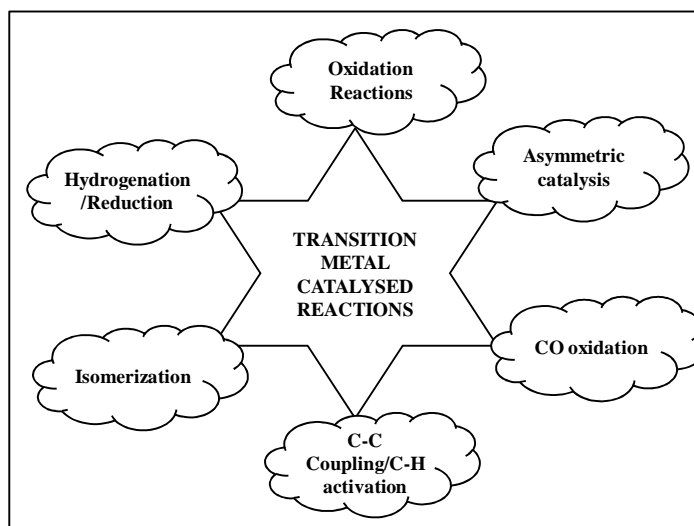 Oxidation
Reactions
Asymmetric
catalysis
Hydrogenation
/Reduction
TRANSITION
METAL
CATALYSED
REACTIONS
CO oxidation
Isomerization
C-C
Coupling/C-H
activation